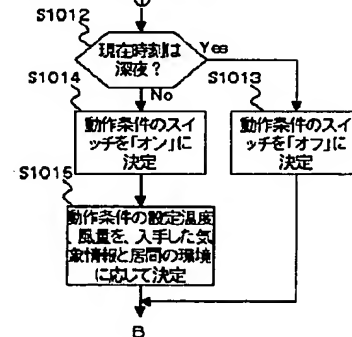 S1012
現在時刻は
深夜?
Yes
S1014
No
S1013
動作条件のスイ
ッチを「オン」に
決定
動作条件のスイ
ッチを「オフ」に
決定
S1015
動作条件の設定温度
、風量を、入手した気
象情報と居間の環境
に応じて決定
B